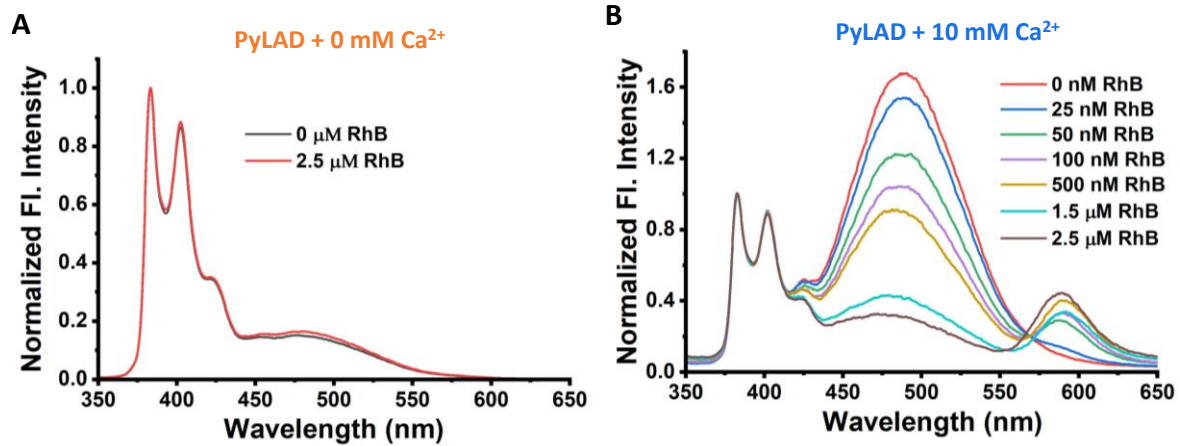 A
PyLAD + 0 mM Ca²⁺
Normalized Fl. Intensity
1.0
0.8
0.6
0.4
0.2
0.0
0 μM RhB
2.5 μM RhB
350 400 450 500 550 600 650
Wavelength (nm)
B
PyLAD + 10 mM Ca²⁺
Normalized Fl. Intensity
1.6
1.2
0.8
0.4
0.0
0 nM RhB
25 nM RhB
50 nM RhB
100 nM RhB
500 nM RhB
1.5 μM RhB
2.5 μM RhB
350 400 450 500 550 600 650
Wavelength (nm)